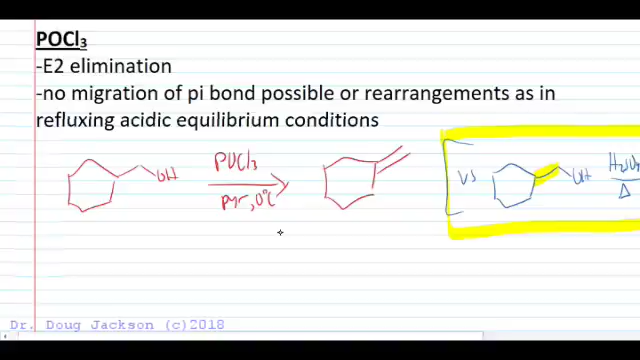 POCl₃
-E2 elimination
-no migration of pi bond possible or rearrangements as in
refluxing acidic equilibrium conditions
OH POCl₃ pyr, 0°C vs OH Δ
Dr. Doug Jackson (c)2018